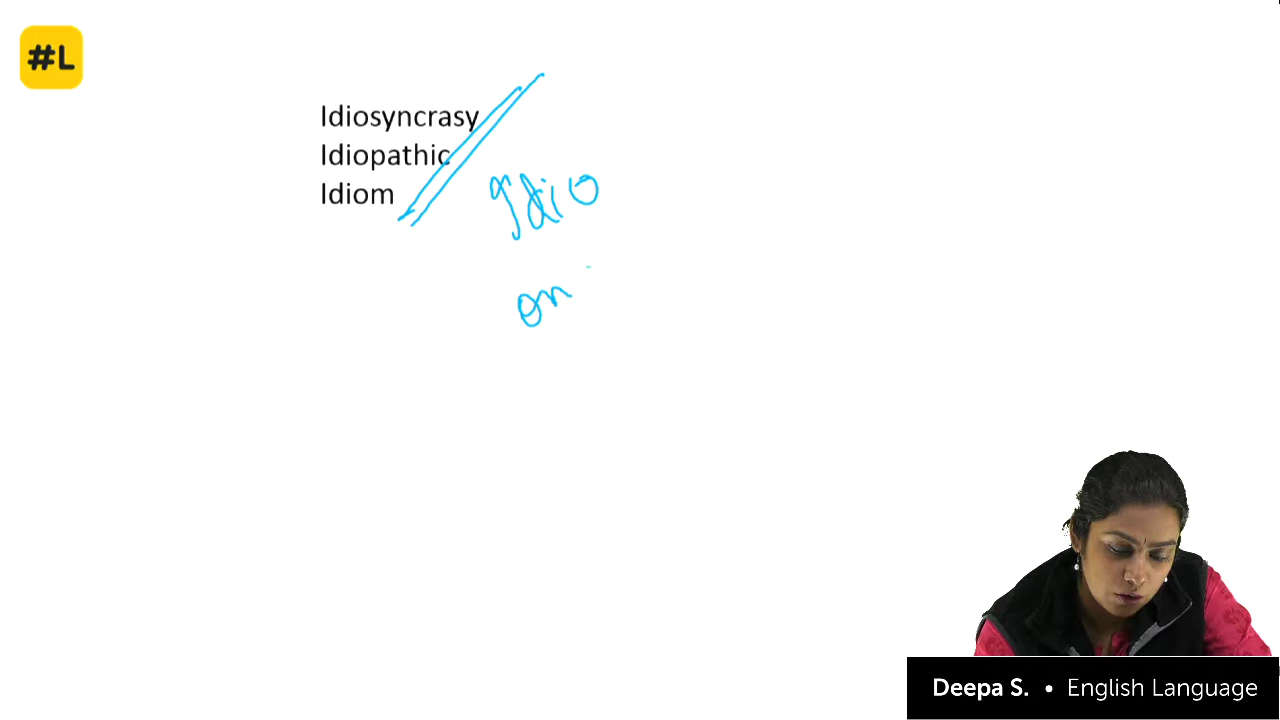 #L
Idiosyncrasy
Idiopathic
Idiom
Idio
on
Deepa S. • English Language